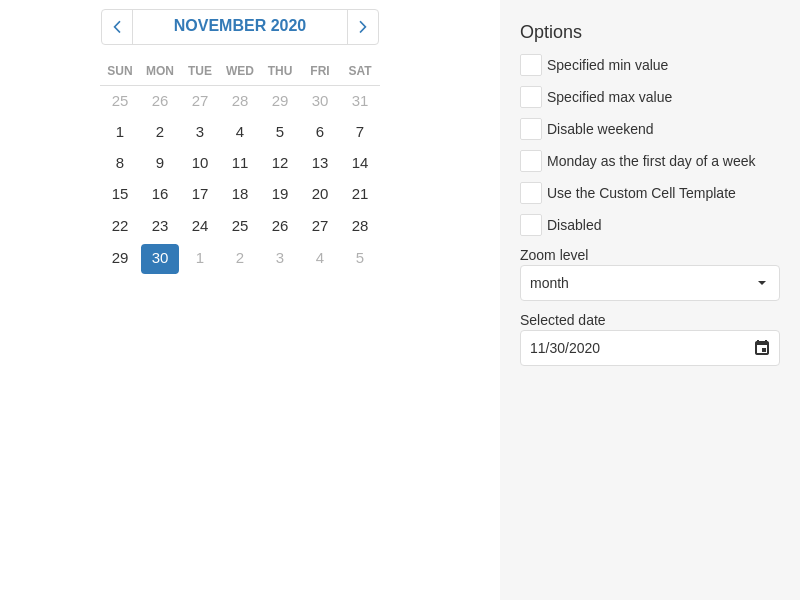 NOVEMBER 2020
SUN MON TUE WED THU FRI SAT
25 26 27 28 29 30 31
1 2 3 4 5 6 7
8 9 10 11 12 13 14
15 16 17 18 19 20 21
22 23 24 25 26 27 28
29 30 1 2 3 4 5
Options
Specified min value
Specified max value
Disable weekend
Monday as the first day of a week
Use the Custom Cell Template
Disabled
Zoom level
month
Selected date
11/30/2020